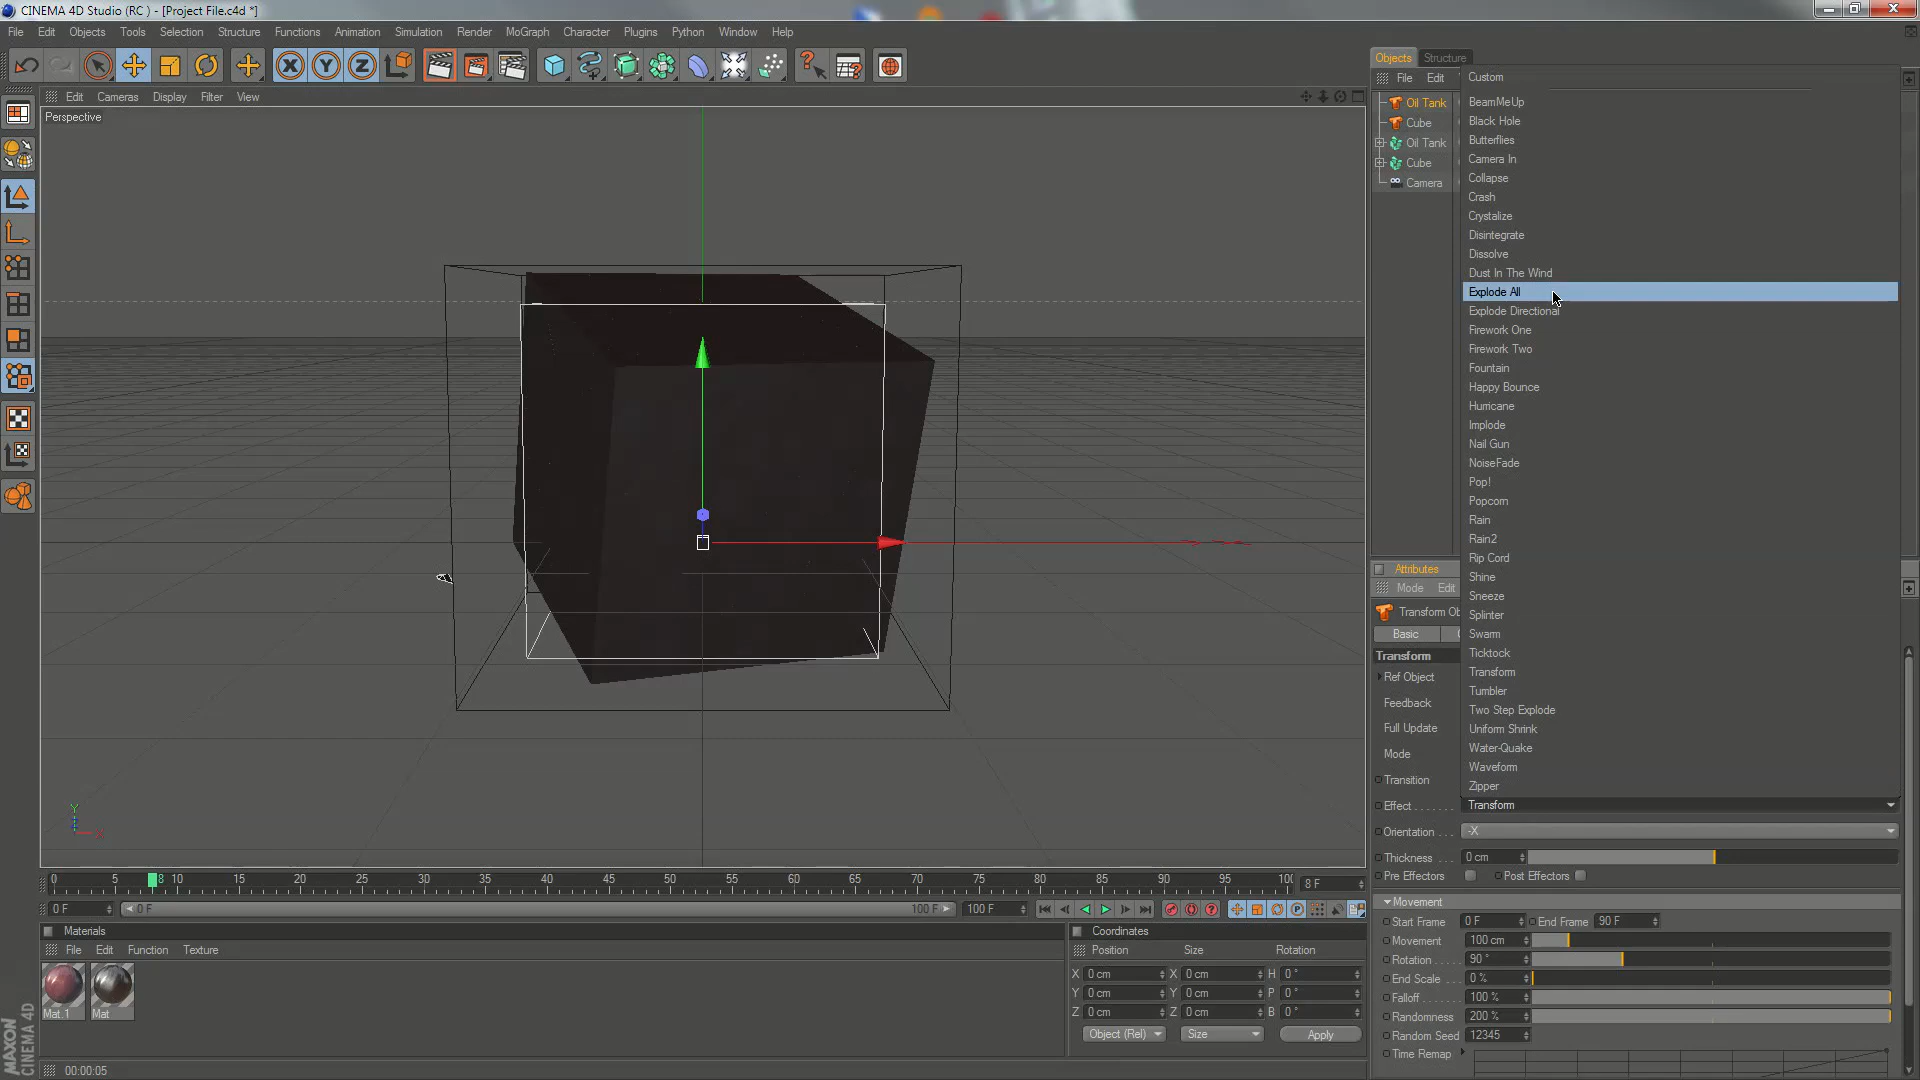 CINEMA 4D Studio (RC ) - [Project File.c4d *]
File Edit Objects Tools Selection Structure Functions Animation Simulation Render MoGraph Character Plugins Python Window Help
Edit Cameras Display Filter View
Perspective
Objects Structure
File Edit
Oil Tank
Cube
Oil Tank
Cube
Camera
Custom
BeamMeUp
Black Hole
Butterflies
Camera In
Collapse
Crash
Crystalize
Disintegrate
Dissolve
Dust In The Wind
Explode All
Explode Directional
Firework One
Firework Two
Fountain
Happy Bounce
Hurricane
Implode
Nail Gun
NoiseFade
Pop!
Popcorn
Rain
Rain2
Rip Cord
Shine
Sneeze
Splinter
Swarm
Ticktock
Transform
Tumbler
Two Step Explode
Uniform Shrink
Water-Quake
Waveform
Zipper
Attributes
Mode Edit
Transform Ob
Basic
Transform
Ref Object
Feedback
Full Update
Mode
Transition
Effect . . . . . . . Transform
Orientation . . . -X
Thickness . . . 0 cm
Pre Effectors Post Effectors
Movement
Start Frame 0 F End Frame 90 F
Movement 100 cm
Rotation . . . . 90 °
End Scale . . 0 %
Falloff . . . . . . 100 %
Randomness 200 %
Random Seed 12345
Time Remap
0 5 8 10 15 20 25 30 35 40 45 50 55 60 65 70 75 80 85 90 95 100 8 F
0 F 0 F 100 F 100 F
Materials
File Edit Function Texture
Mat.1 Mat
Coordinates
Position Size Rotation
X 0 cm X 0 cm H 0 °
Y 0 cm Y 0 cm P 0 °
Z 0 cm Z 0 cm B 0 °
Object (Rel) Size Apply
MAXON
CINEMA 4D
00:00:05
Y
X